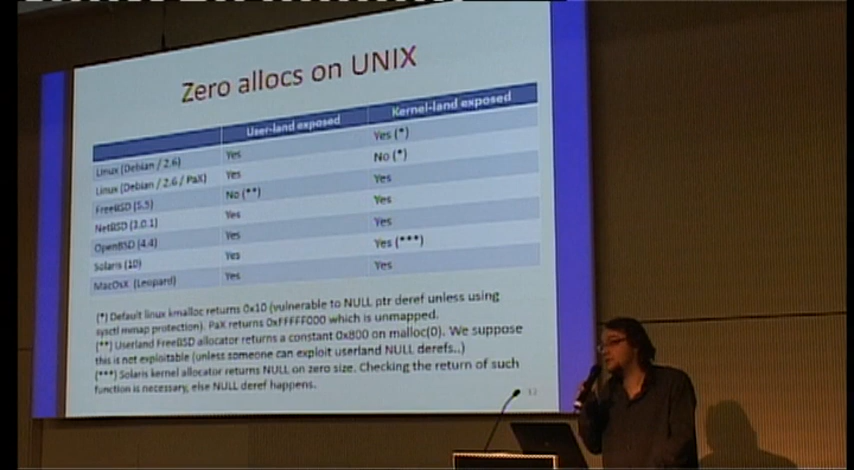 Zero allocs on UNIX
User-land exposed Kernel-land exposed
Linux (Debian / 2.6) Yes Yes (*)
Linux (Debian / 2.6 / PaX) Yes No (*)
FreeBSD (5.5) No (**) Yes
NetBSD (3.0.1) Yes Yes
OpenBSD (4.4) Yes Yes
Solaris (10) Yes Yes (***)
MacOsX (Leopard) Yes Yes
(*) Default linux kmalloc returns 0x10 (vulnerable to NULL ptr deref unless using
sysctl mmap protection). PaX returns 0xFFFFF000 which is unmapped.
(**) Userland FreeBSD allocator returns a constant 0x800 on malloc(0). We suppose
this is not exploitable (unless someone can exploit userland NULL derefs..)
(***) Solaris kernel allocator returns NULL on zero size. Checking the return of such
function is necessary, else NULL deref happens.
12